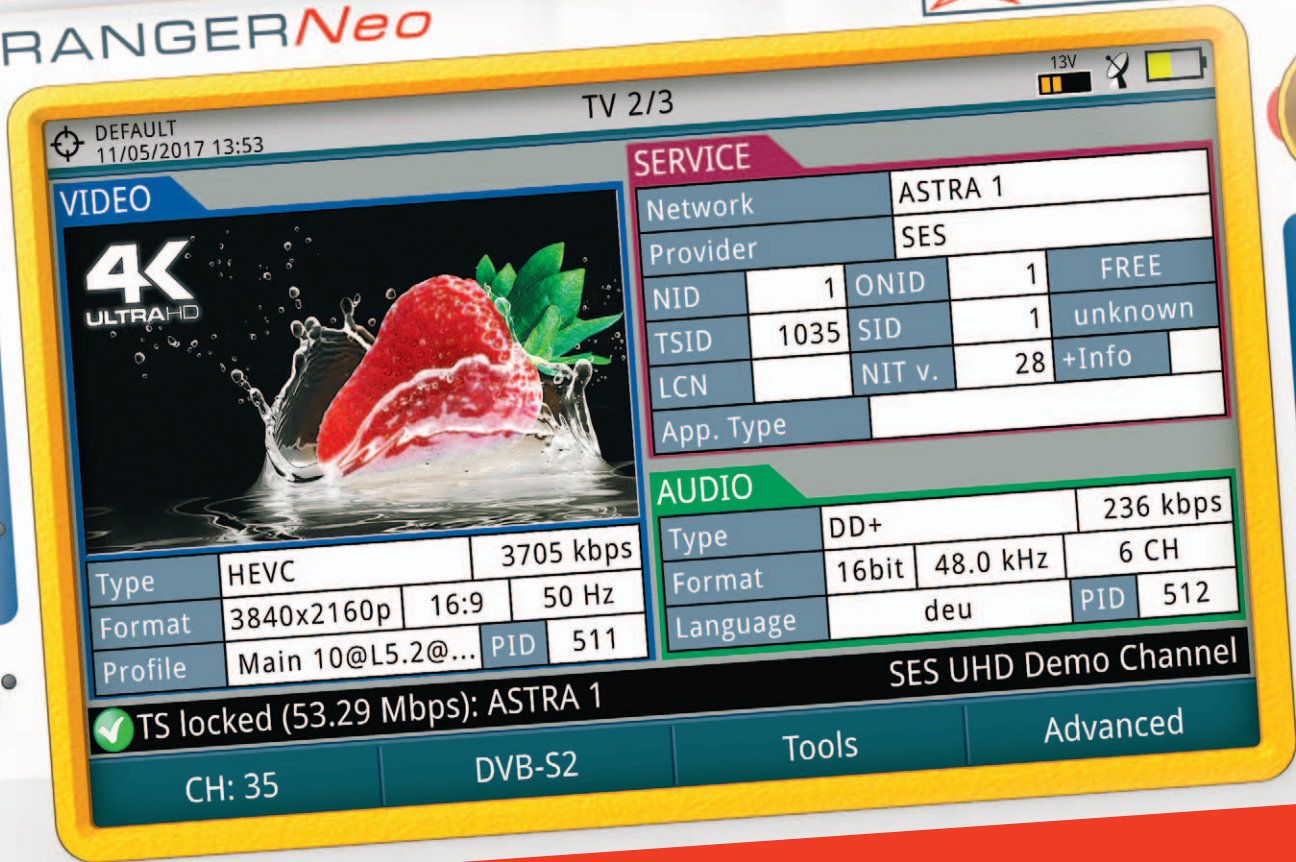 RANGERNeo
DEFAULT
11/05/2017 13:53
TV 2/3
13V
VIDEO
4K
ULTRAHD
Type HEVC 3705 kbps
Format 3840x2160p 16:9 50 Hz
Profile Main 10@L5.2@... PID 511
SERVICE
Network ASTRA 1
Provider SES
NID 1 ONID 1 FREE
TSID 1035 SID 1 unknown
LCN NIT v. 28 +Info
App. Type
AUDIO
Type DD+ 236 kbps
Format 16bit 48.0 kHz 6 CH
Language deu PID 512
TS locked (53.29 Mbps): ASTRA 1 SES UHD Demo Channel
CH: 35 DVB-S2 Tools Advanced